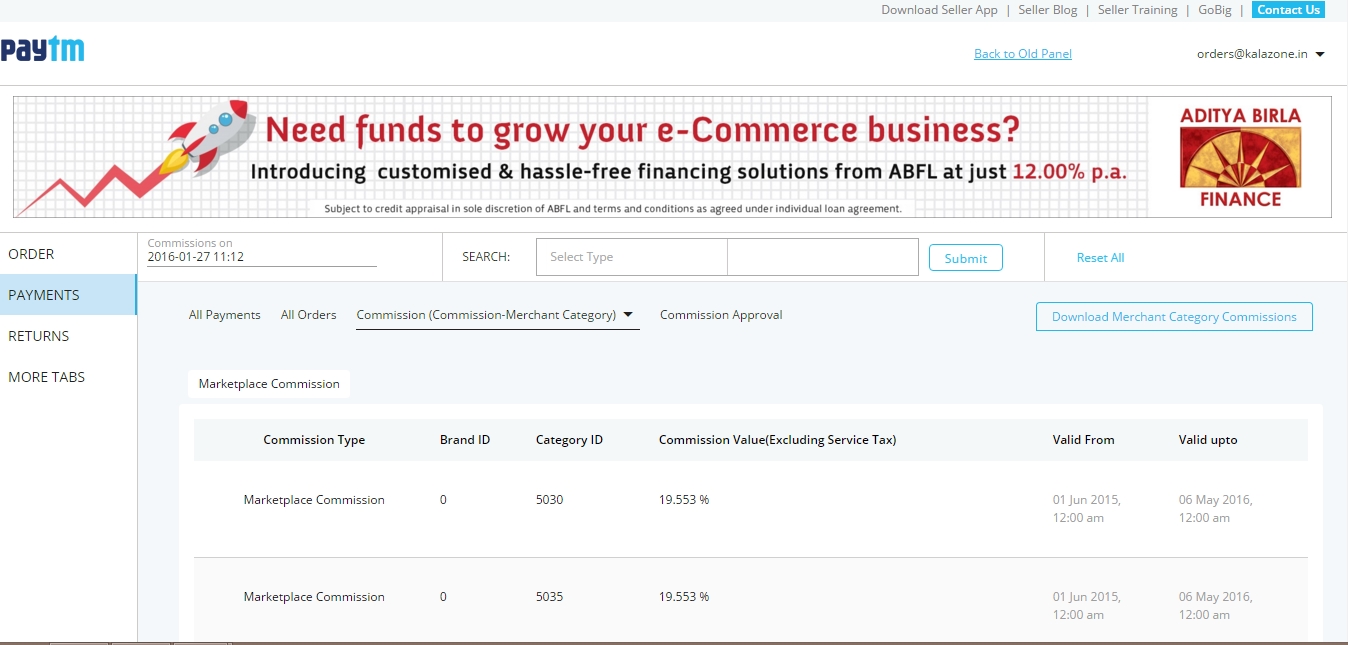 Download Seller App | Seller Blog | Seller Training | GoBig | Contact Us
paytm
Back to Old Panel
orders@kalazone.in
Need funds to grow your e-Commerce business?
Introducing customised & hassle-free financing solutions from ABFL at just 12.00% p.a.
Subject to credit appraisal in sole discretion of ABFL and terms and conditions as agreed under individual loan agreement.
ADITYA BIRLA
FINANCE
ORDER
PAYMENTS
RETURNS
MORE TABS
Commissions on
2016-01-27 11:12
SEARCH:
Select Type
Submit
Reset All
All Payments
All Orders
Commission (Commission-Merchant Category)
Commission Approval
Download Merchant Category Commissions
Marketplace Commission
Commission Type Brand ID Category ID Commission Value(Excluding Service Tax) Valid From Valid upto
Marketplace Commission 0 5030 19.553 % 01 Jun 2015, 06 May 2016,
12:00 am 12:00 am
Marketplace Commission 0 5035 19.553 % 01 Jun 2015, 06 May 2016,
12:00 am 12:00 am